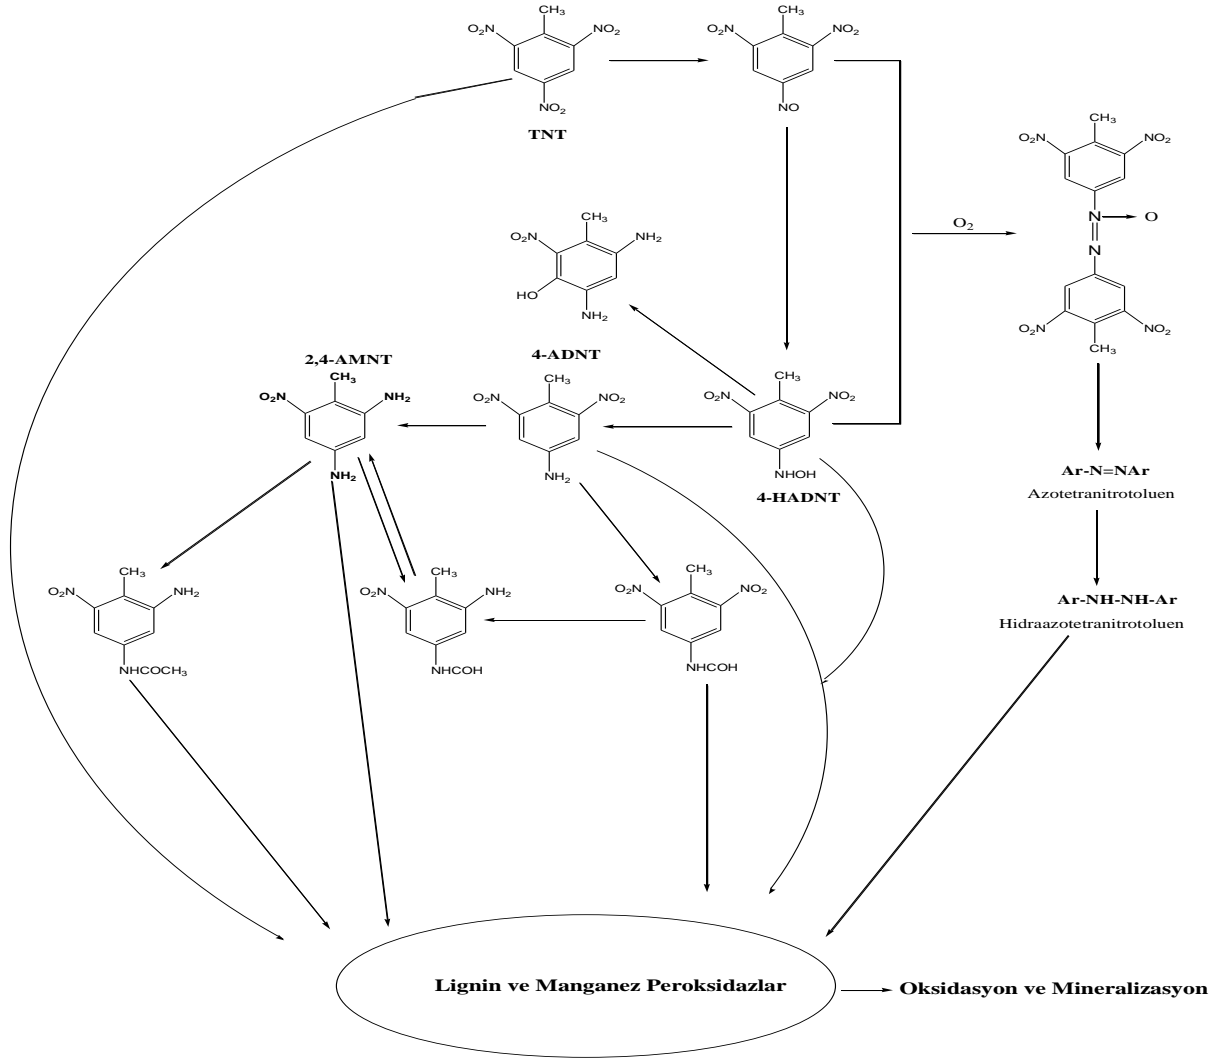 CH₃
O₂N
NO₂
NO₂
TNT
CH₃
O₂N
NO₂
NO
CH₃
O₂N
NO₂
N
O
N
O₂N
NO₂
CH₃
O₂
CH₃
O₂N
NH₂
HO
NH₂
2,4-AMNT
CH₃
O₂N
NH₂
NH₂
4-ADNT
CH₃
O₂N
NO₂
NH₂
CH₃
O₂N
NO₂
NHOH
4-HADNT
Ar-N=NAr
Azotetranitrotoluen
Ar-NH-NH-Ar
Hidraazotetranitrotoluen
CH₃
O₂N
NH₂
NHCOCH₃
CH₃
O₂N
NH₂
NHCOH
CH₃
O₂N
NO₂
NHCOH
Lignin ve Manganez Peroksidazlar
Oksidasyon ve Mineralizasyon